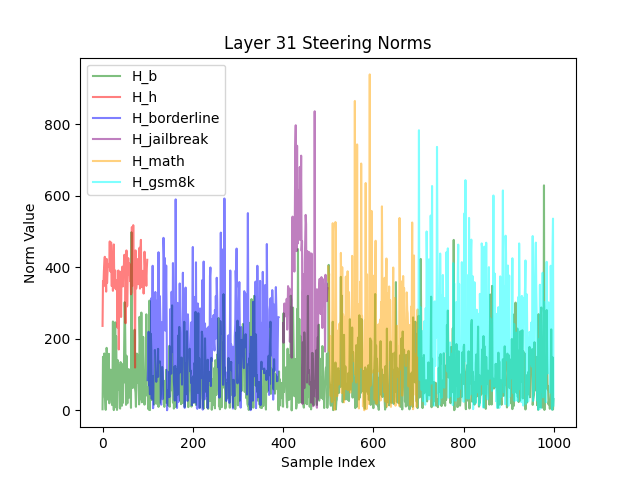 Layer 31 Steering Norms
H_b
H_h
H_borderline
H_jailbreak
H_math
H_gsm8k
Norm Value
800
600
400
200
0
0 200 400 600 800 1000
Sample Index